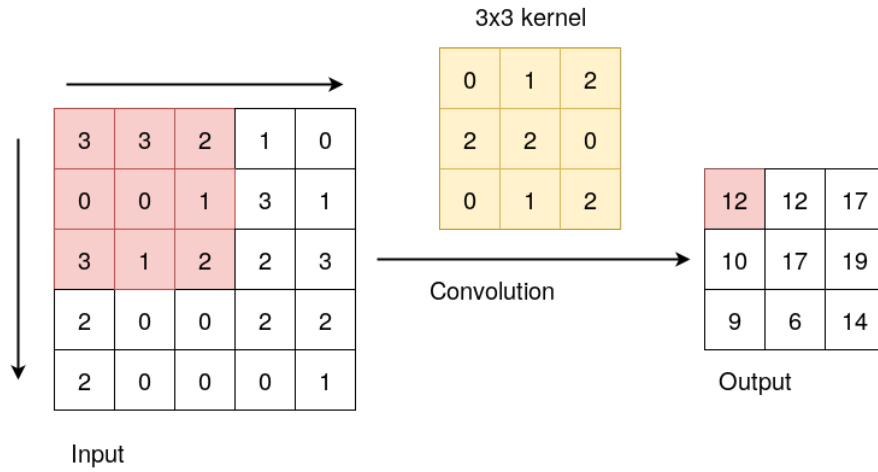 3x3 kernel
0 1 2
2 2 0
0 1 2
3 3 2 1 0
0 0 1 3 1
3 1 2 2 3
2 0 0 2 2
2 0 0 0 1
Input
Convolution
12 12 17
10 17 19
9 6 14
Output